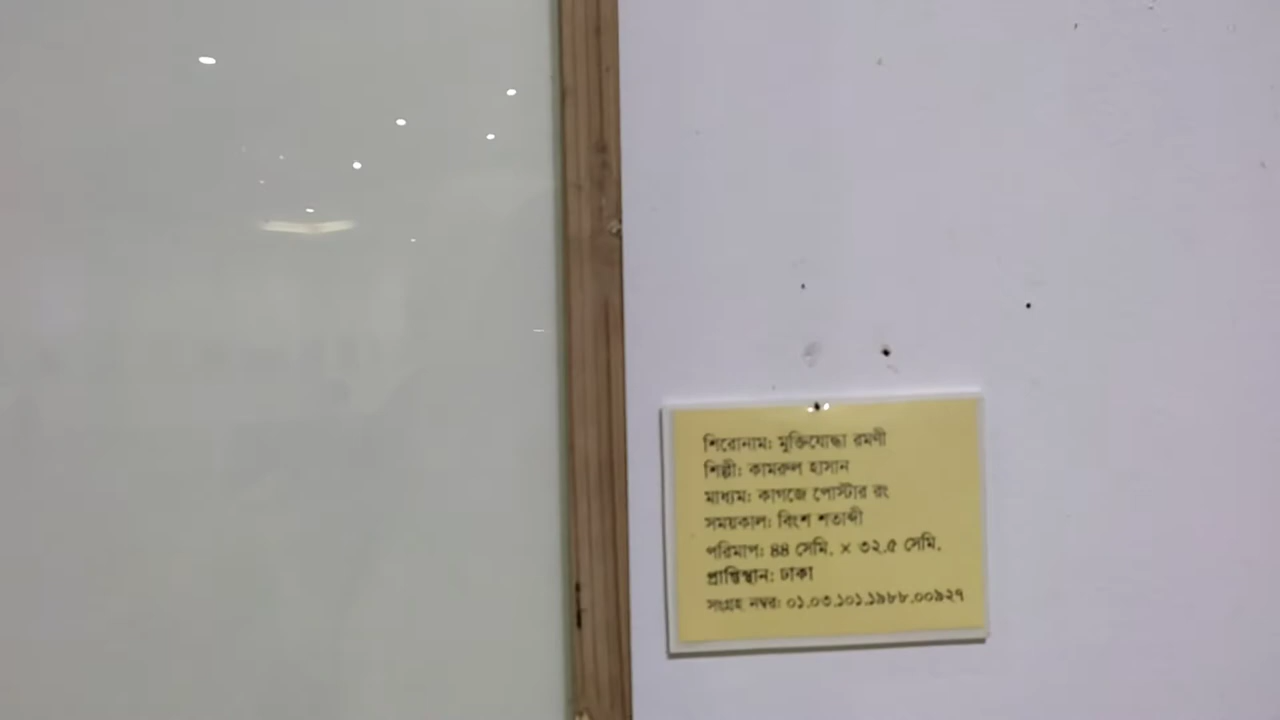 শিরোনাম: মুক্তিযোদ্ধা রমণী
শিল্পী: কামরুল হাসান
মাধ্যম: কাগজে পোস্টার রং
সময়কাল: বিংশ শতাব্দী
পরিমাপ: ৪৪ সেমি. × ৩২.৫ সেমি.
প্রাপ্তিস্থান: ঢাকা
সংগ্রহ নম্বর: ০১.০৩.১০১.১৯৮৮.০০৯২৭